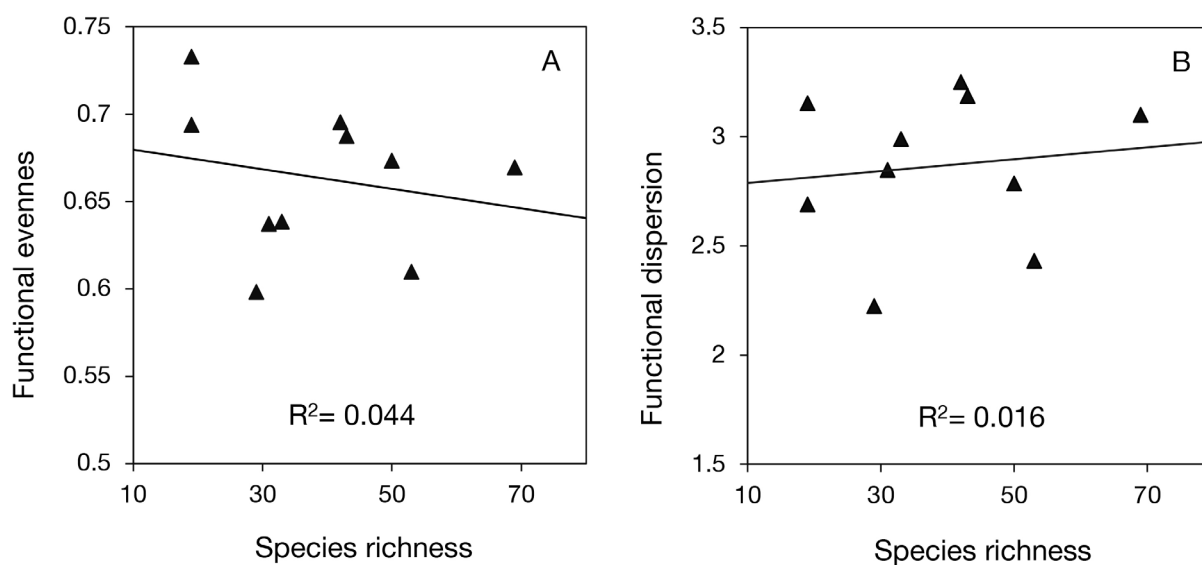 A
Functional evennes
0.75
0.7
0.65
0.6
0.55
0.5
R²= 0.044
10 30 50 70
Species richness
B
Functional dispersion
3.5
3
2.5
2
1.5
R²= 0.016
10 30 50 70
Species richness